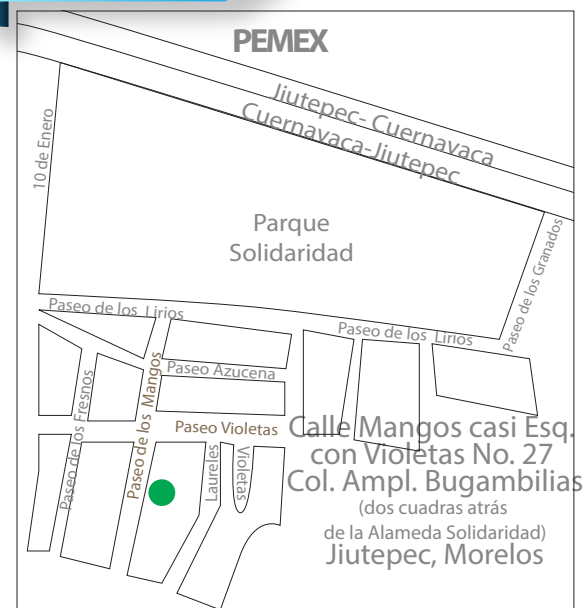 PEMEX
Jiutepec- Cuernavaca
Cuernavaca-Jiutepec
10 de Enero
Parque
Solidaridad
Paseo de los Granados
Paseo de los Lirios
Paseo de los Lirios
Paseo Azucena
Paseo de los Fresnos
Paseo de los Mangos
Paseo Violetas
Laureles
Violetas
Calle Mangos casi Esq.
con Violetas No. 27
Col. Ampl. Bugambilias
(dos cuadras atrás
de la Alameda Solidaridad)
Jiutepec, Morelos